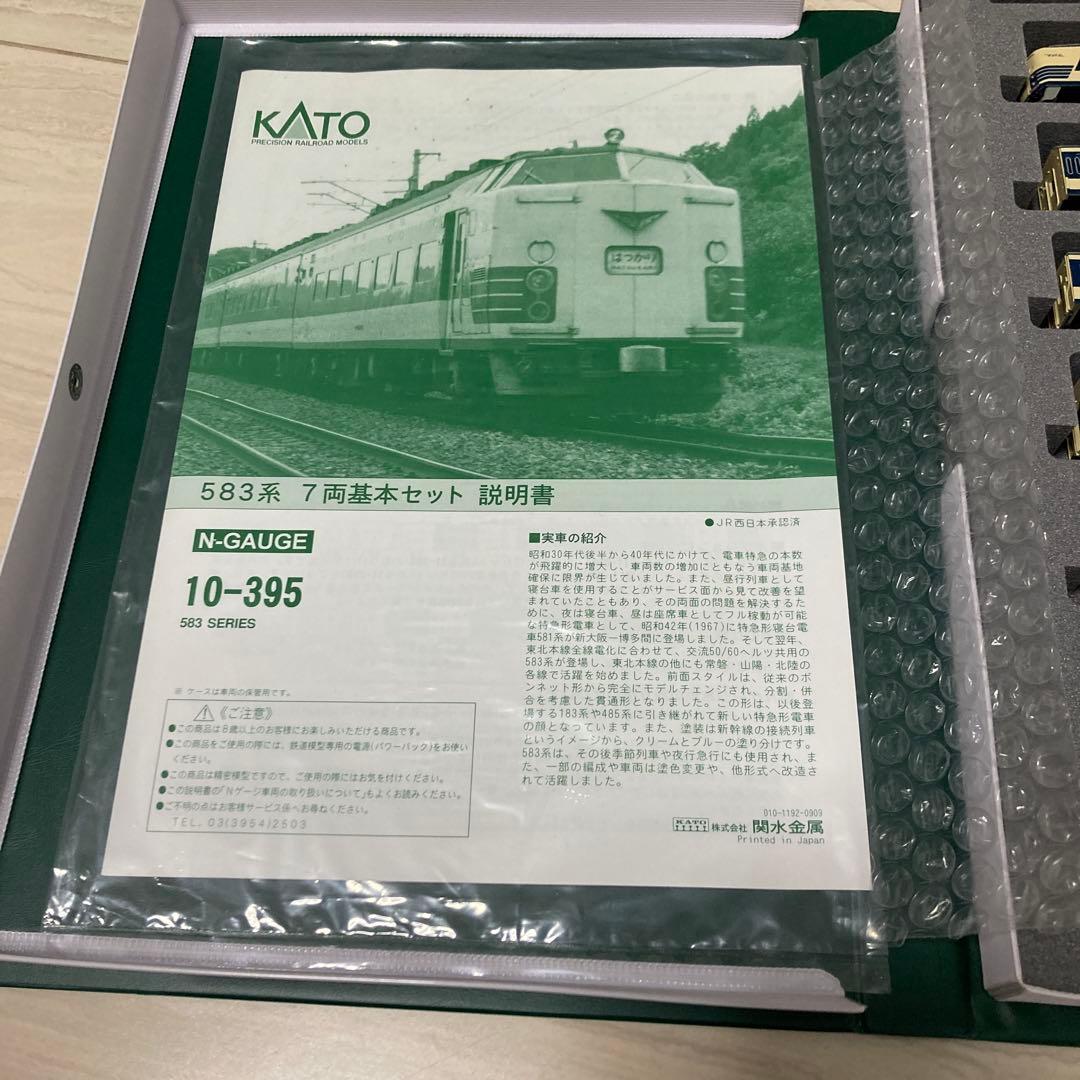 KATO
PRECISION RAILROAD MODELS
はつかり
HATSUKARI
583系 7両基本セット 説明書
●JR西日本承認済
N-GAUGE
10-395
583 SERIES
■実車の紹介
昭和30年代後半から40年代にかけて、電車特急の本数
が飛躍的に増大し、車両数の増加にともなう車両基地
確保に限界が生じていました。また、昼行列車として
寝台車を使用することがサービス面から見て改善を望
まれていたこともあり、その両面の問題を解決するた
めに、夜は寝台車、昼は座席車としてフル稼動が可能
な特急形電車として、昭和42年(1967)に特急形寝台電
車581系が新大阪ー博多間に登場しました。そして翌年、
東北本線全線電化に合わせて、交流50/60ヘルツ共用の
583系が登場し、東北本線の他にも常磐・山陽・北陸の
各線で活躍を始めました。前面スタイルは、従来のボ
ンネット形から完全にモデルチェンジされ、分割・併
合を考慮した貫通形となりました。この形は、以後登
場する183系や485系に引き継がれて新しい特急形電車
の顔となっています。また、塗装は新幹線の接続列車
というイメージから、クリームとブルーの塗り分けです。
583系は、その後季節列車や夜行急行にも使用され、ま
た、一部の編成や車両は塗色変更や、他形式へ改造さ
れて活躍しました。
※ ケースは車両の保管用です。
《ご注意》
●この商品は8歳以上のお客様にお楽しみいただける商品です。
●この商品をご使用の際には、鉄道模型専用の電源(パワーパック)をお使い
ください。
●この商品は精密模型ですので、ご使用の際にはお気を付けください。
●この説明書の「Nゲージ車両の取り扱いについて」もよくお読みください。
●ご不明の点はお客様サービス係へお尋ねください。
TEL. 03(3954)2503
010-1192-0909
KATO 株式会社 関水金属
Printed in Japan